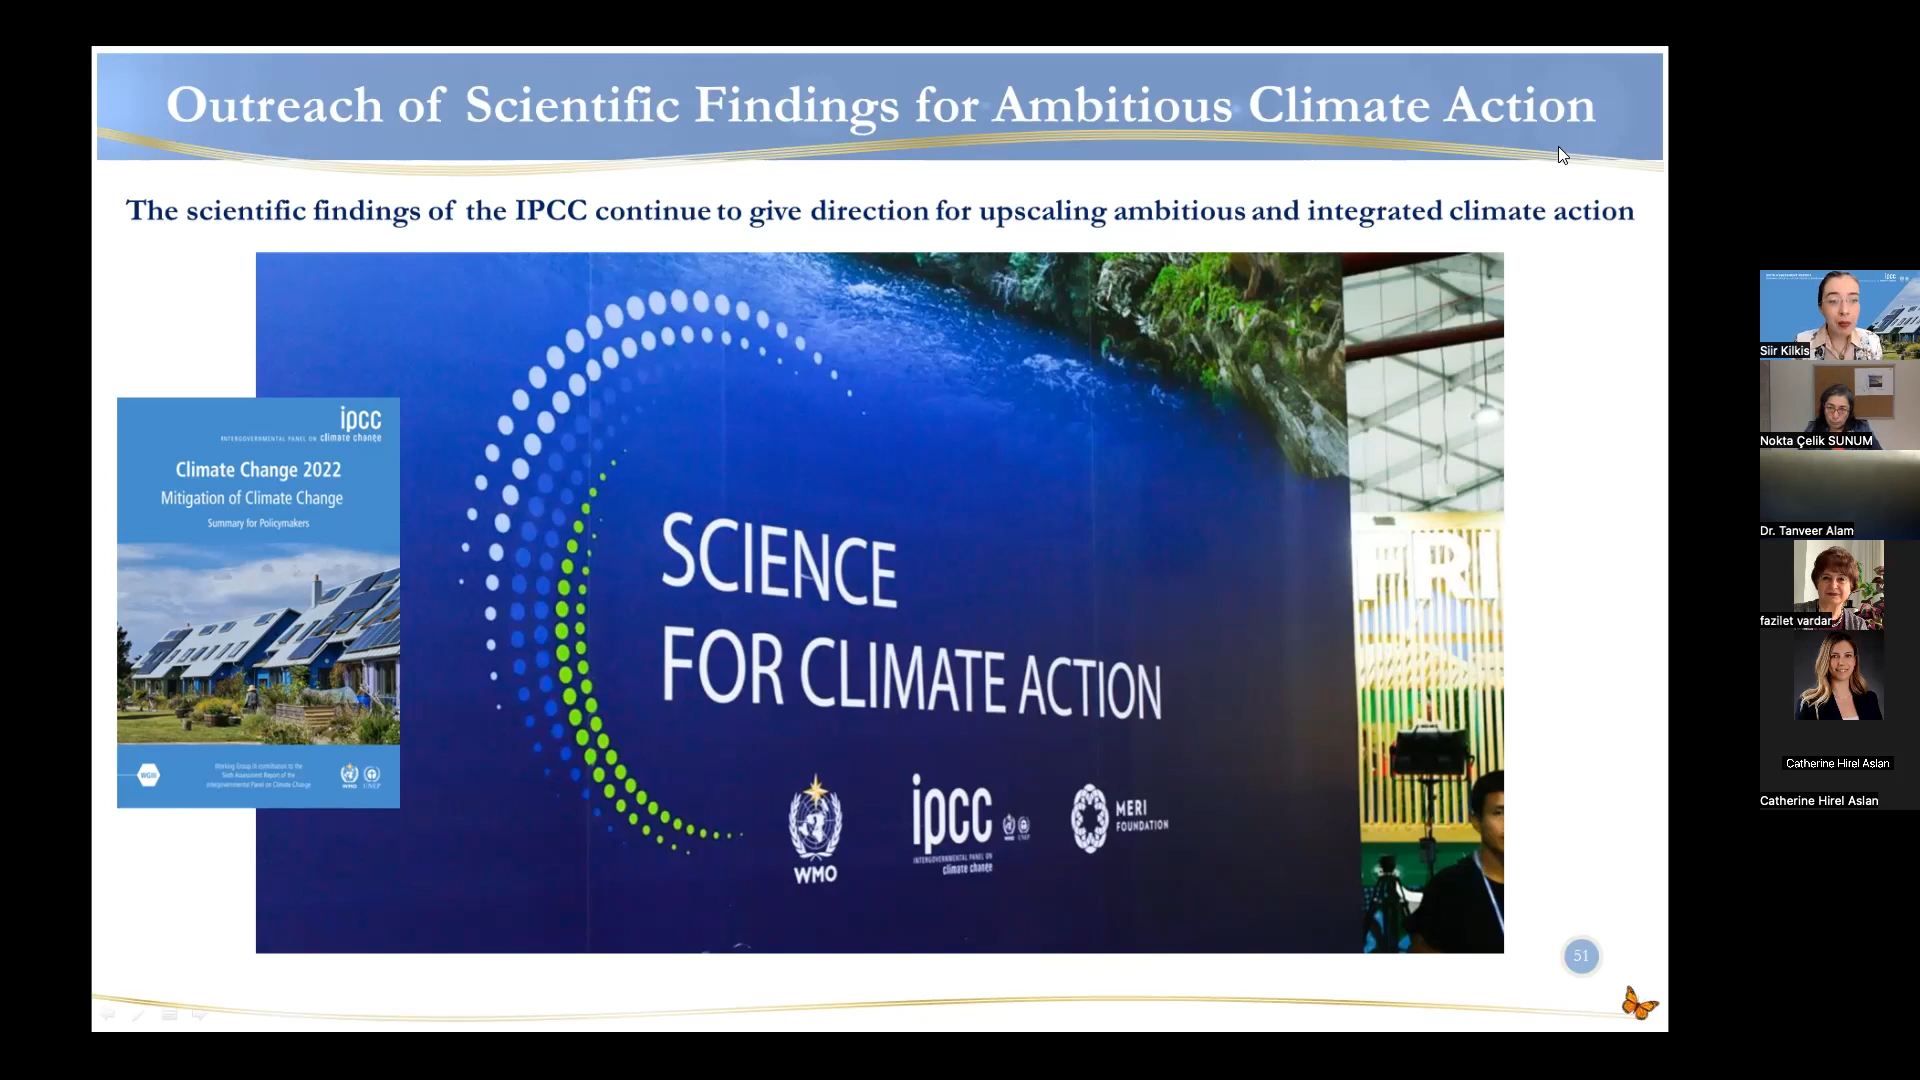 Outreach of Scientific Findings for Ambitious Climate Action
The scientific findings of the IPCC continue to give direction for upscaling ambitious and integrated climate action
ipcc
INTERGOVERNMENTAL PANEL ON climate change
Climate Change 2022
Mitigation of Climate Change
Summary for Policymakers
WGIII
Working Group III contribution to the
Sixth Assessment Report of the
Intergovernmental Panel on Climate Change
WMO
UNEP
SCIENCE
FOR CLIMATE ACTION
WMO
ipcc
INTERGOVERNMENTAL PANEL ON
climate change
WMO
UNEP
MERI
FOUNDATION
FRI
51
ipcc
Siir Kilkis
Nokta Çelik SUNUM
Dr. Tanveer Alam
fazilet vardar
Catherine Hirel Aslan
Catherine Hirel Aslan